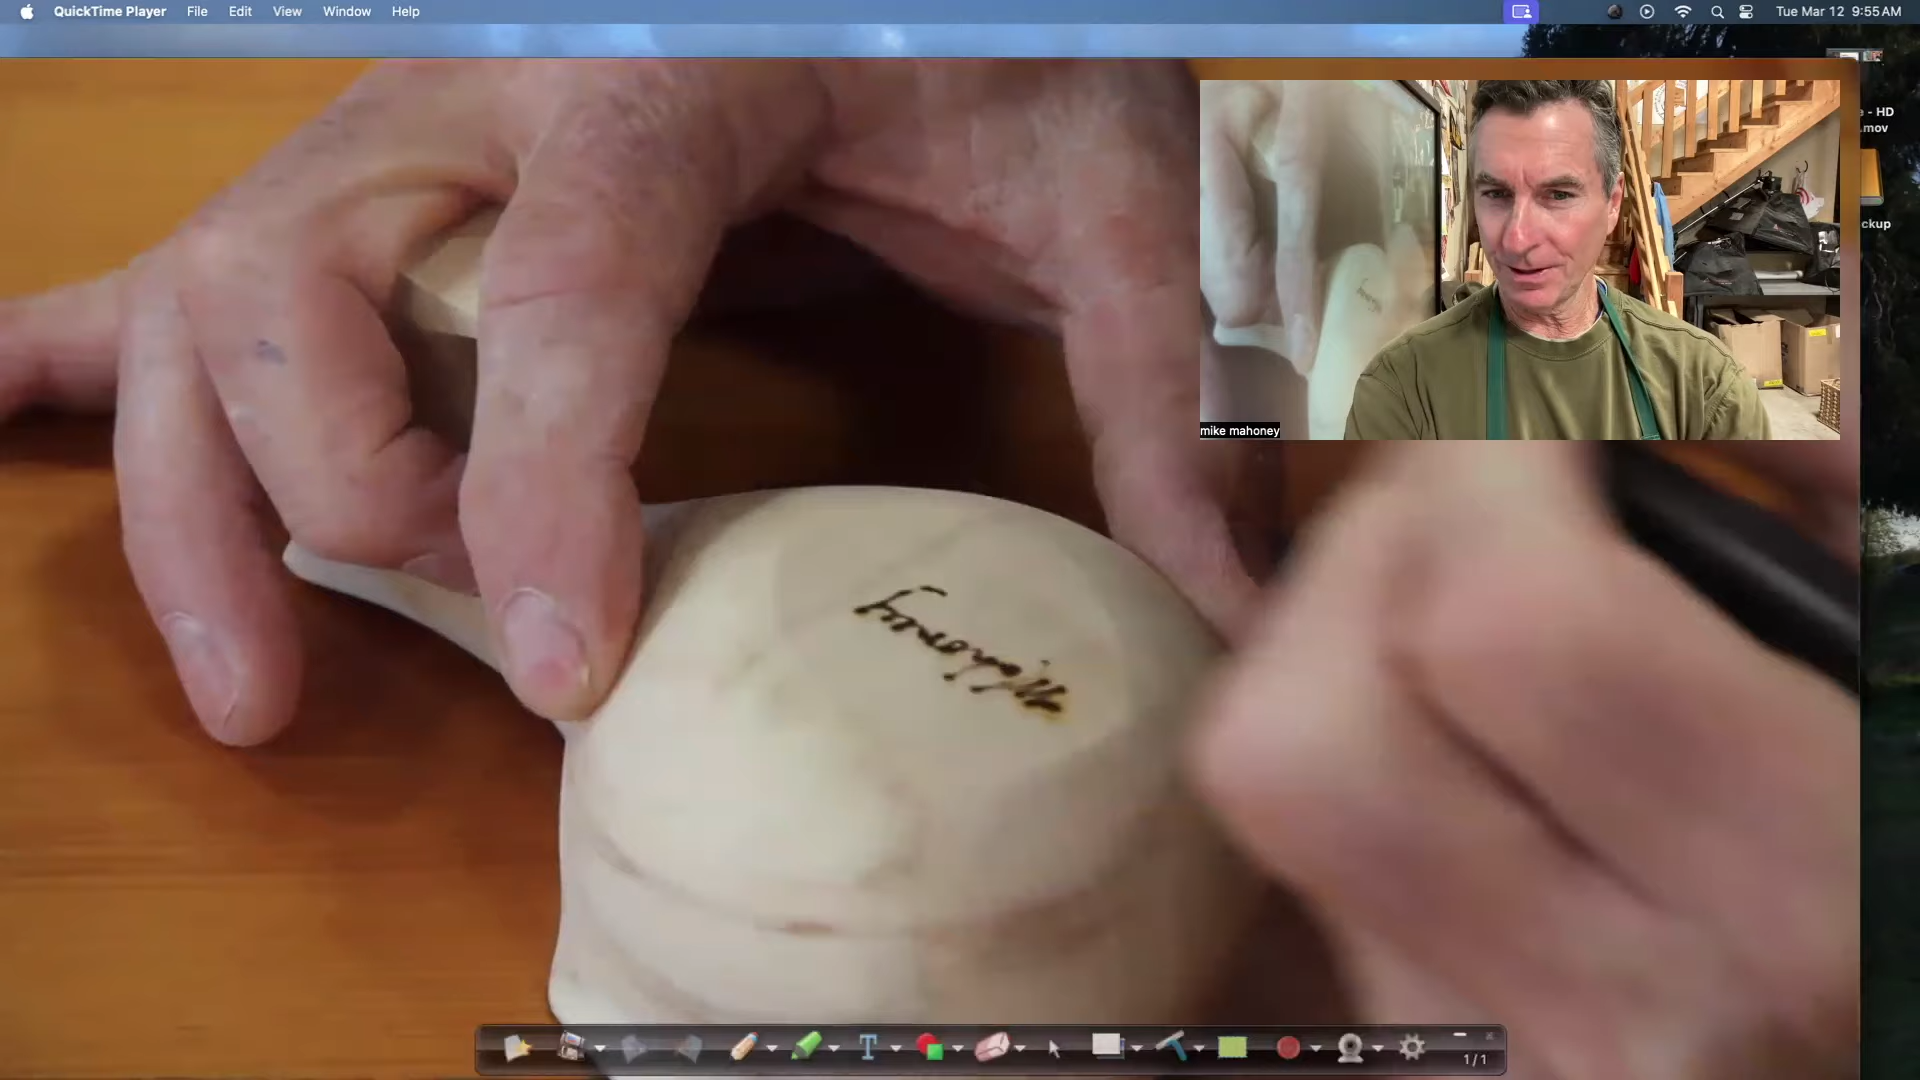 QuickTime Player File Edit View Window Help Tue Mar 12 9:55 AM
- HD
.mov
ckup
mike mahoney
Mahoney
T
1/1